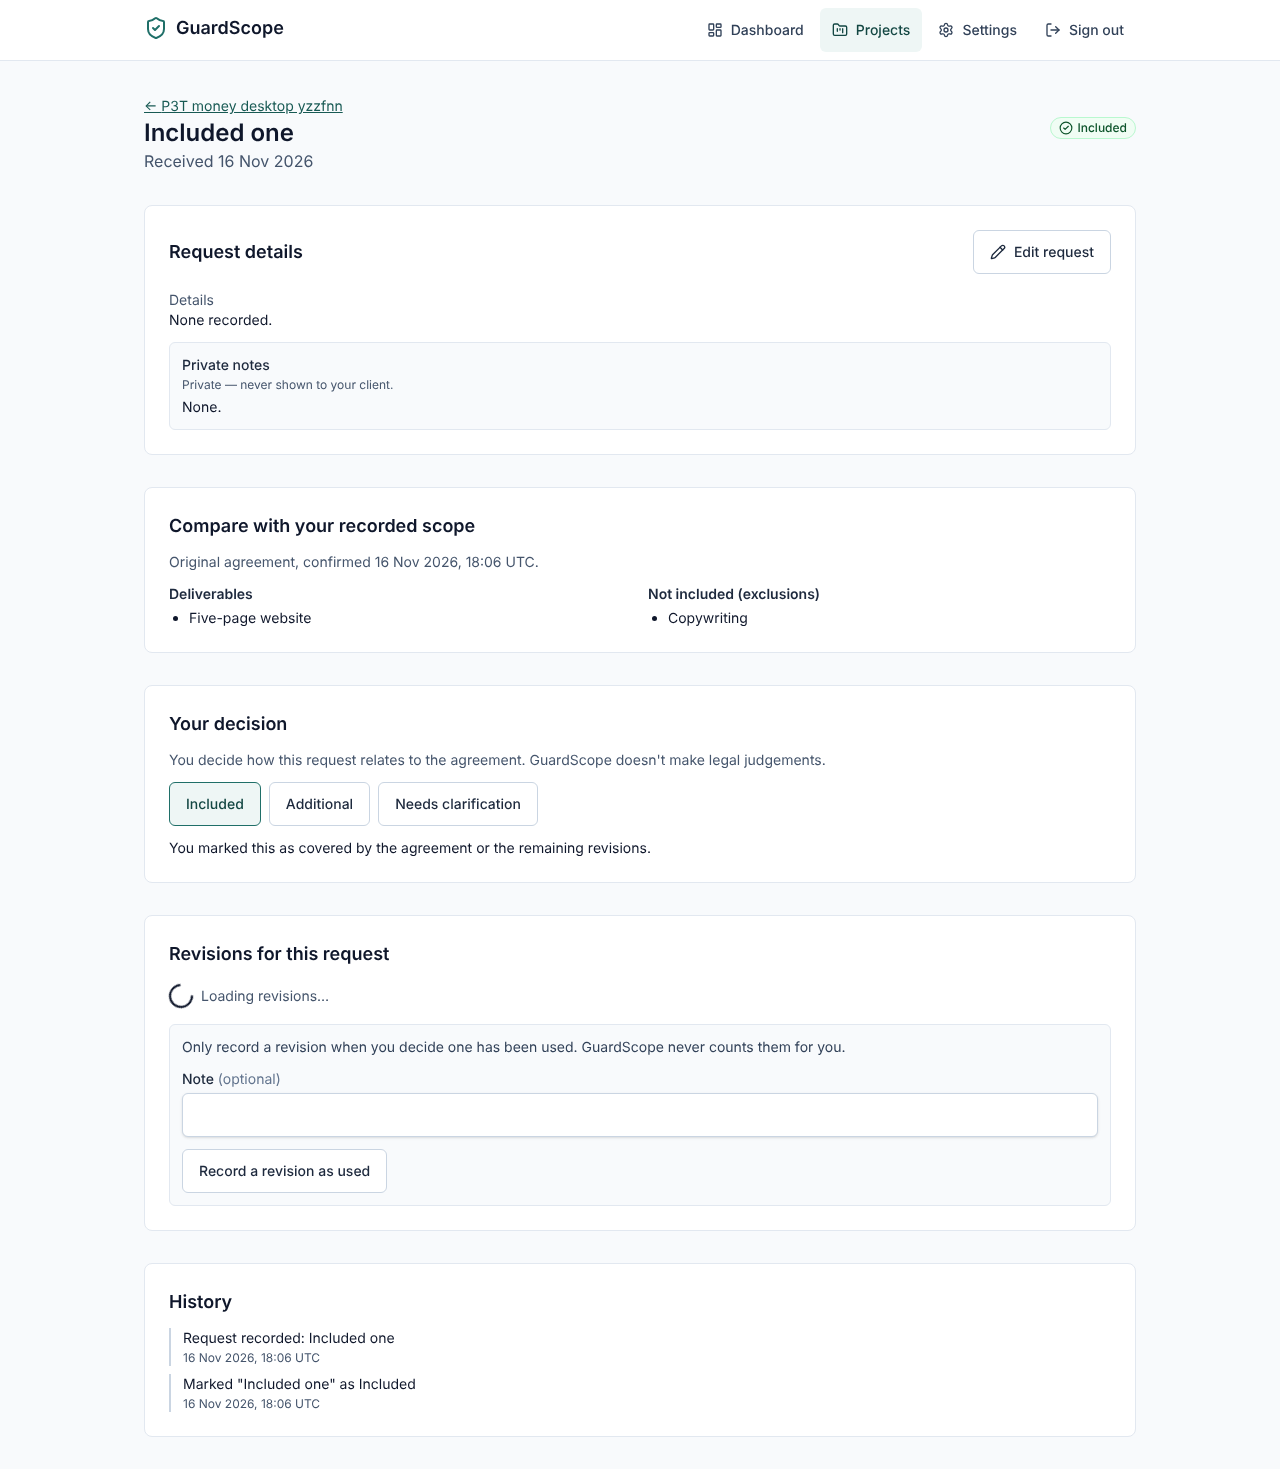 GuardScope
Dashboard
Projects
Settings
Sign out
← P3T money desktop yzzfnn
Included one
Included
Received 16 Nov 2026
Request details
Edit request
Details
None recorded.
Private notes
Private — never shown to your client.
None.
Compare with your recorded scope
Original agreement, confirmed 16 Nov 2026, 18:06 UTC.
Deliverables
• Five-page website
Not included (exclusions)
• Copywriting
Your decision
You decide how this request relates to the agreement. GuardScope doesn't make legal judgements.
Included
Additional
Needs clarification
You marked this as covered by the agreement or the remaining revisions.
Revisions for this request
Loading revisions...
Only record a revision when you decide one has been used. GuardScope never counts them for you.
Note (optional)
Record a revision as used
History
Request recorded: Included one
16 Nov 2026, 18:06 UTC
Marked "Included one" as Included
16 Nov 2026, 18:06 UTC